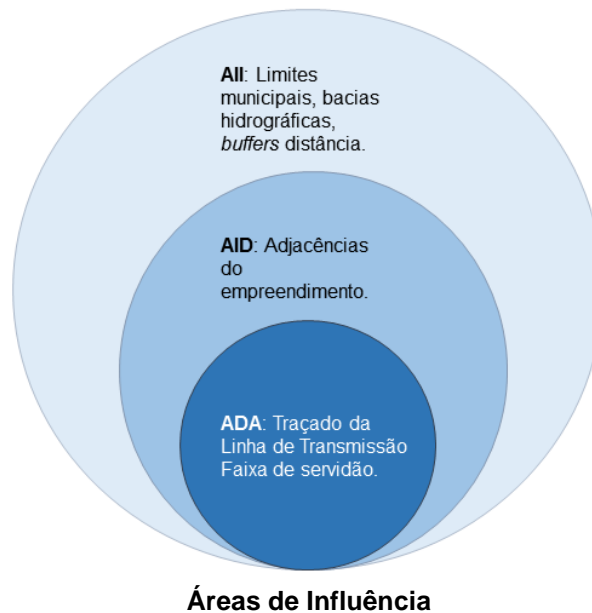 AII: Limites
municipais, bacias
hidrográficas,
buffers distância.
AID: Adjacências
do
empreendimento.
ADA: Traçado da
Linha de Transmissão
Faixa de servidão.
Áreas de Influência